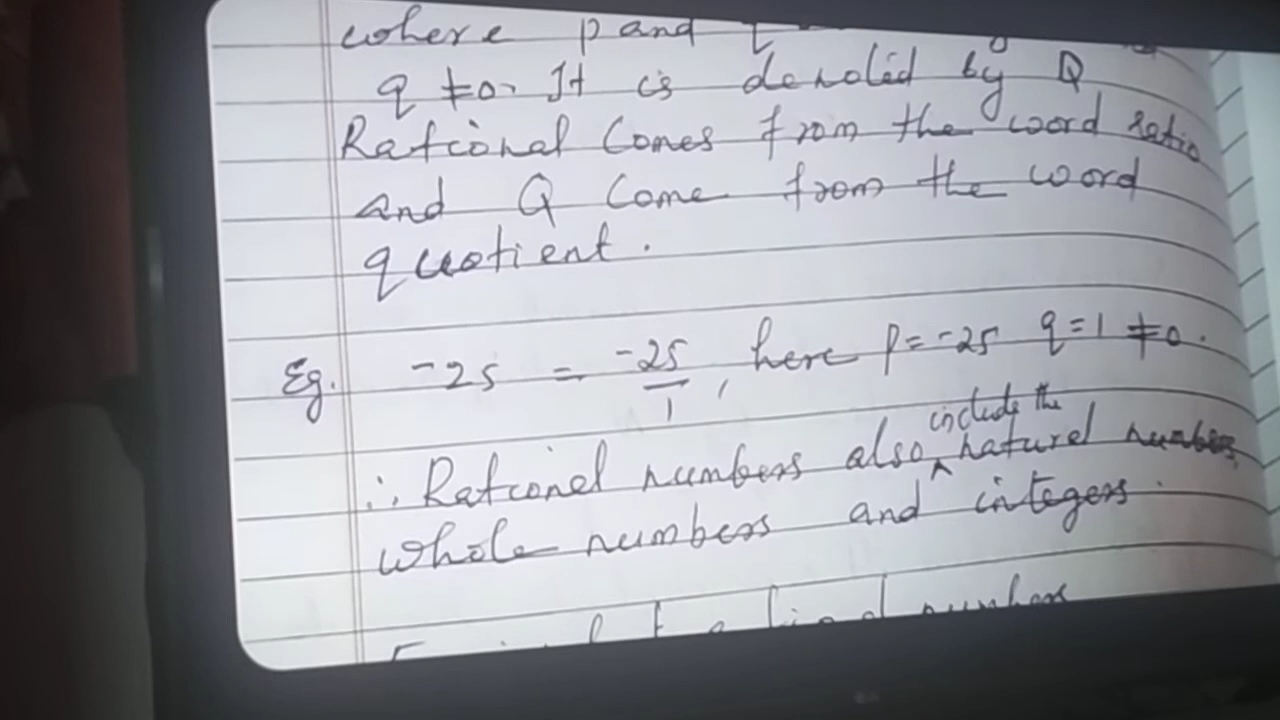 where p and q
q ≠ 0. It is denoted by Q
Rational Comes from the word ratio
and Q Come from the word
quotient.
Eg. -25 = -25/1, here p = -25 q = 1 ≠ 0.
include the
∴ Rational numbers also ^ natural numbers
whole numbers and integers.
numbers